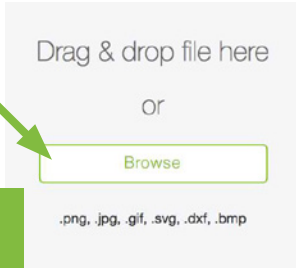 Drag & drop file here
or
Browse
.png, .jpg, .gif, .svg, .dxf, .bmp